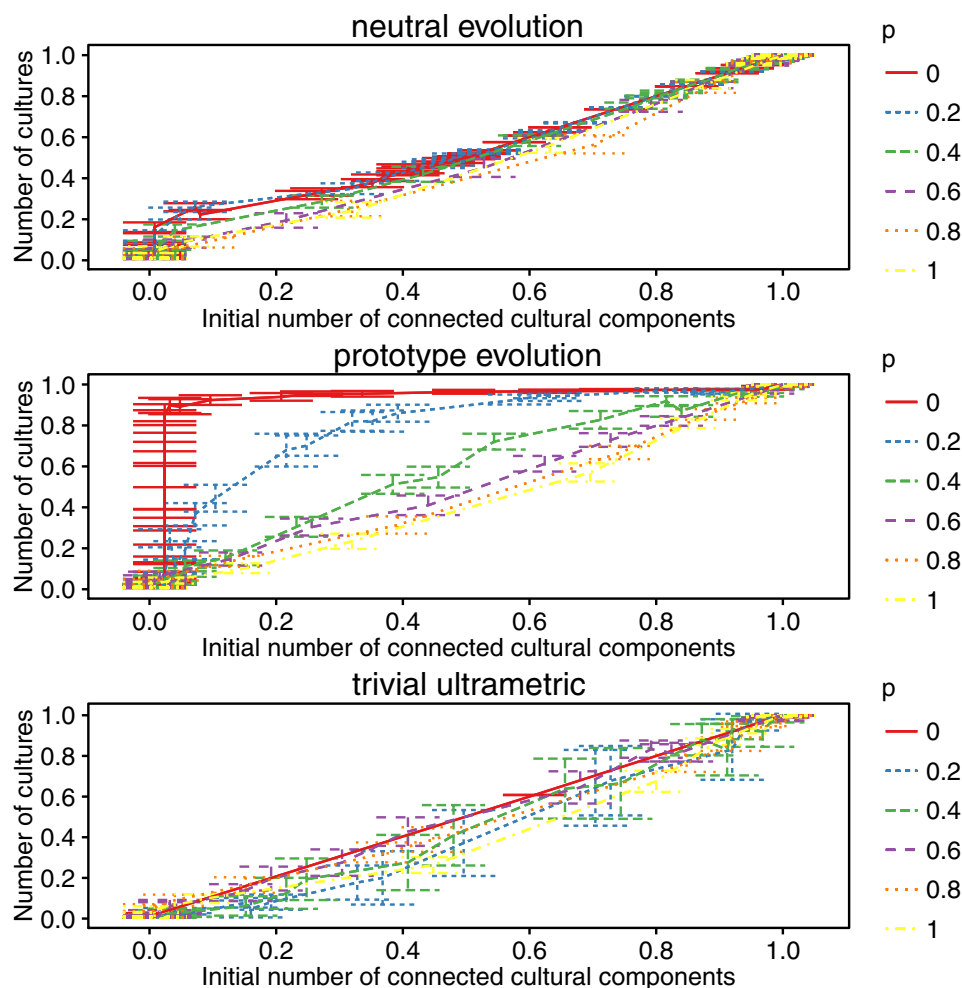 neutral evolution
Number of cultures
1.0
0.8
0.6
0.4
0.2
0.0
0.0 0.2 0.4 0.6 0.8 1.0
Initial number of connected cultural components
p
0
0.2
0.4
0.6
0.8
1
prototype evolution
Number of cultures
1.0
0.8
0.6
0.4
0.2
0.0
0.0 0.2 0.4 0.6 0.8 1.0
Initial number of connected cultural components
p
0
0.2
0.4
0.6
0.8
1
trivial ultrametric
Number of cultures
1.0
0.8
0.6
0.4
0.2
0.0
0.0 0.2 0.4 0.6 0.8 1.0
Initial number of connected cultural components
p
0
0.2
0.4
0.6
0.8
1